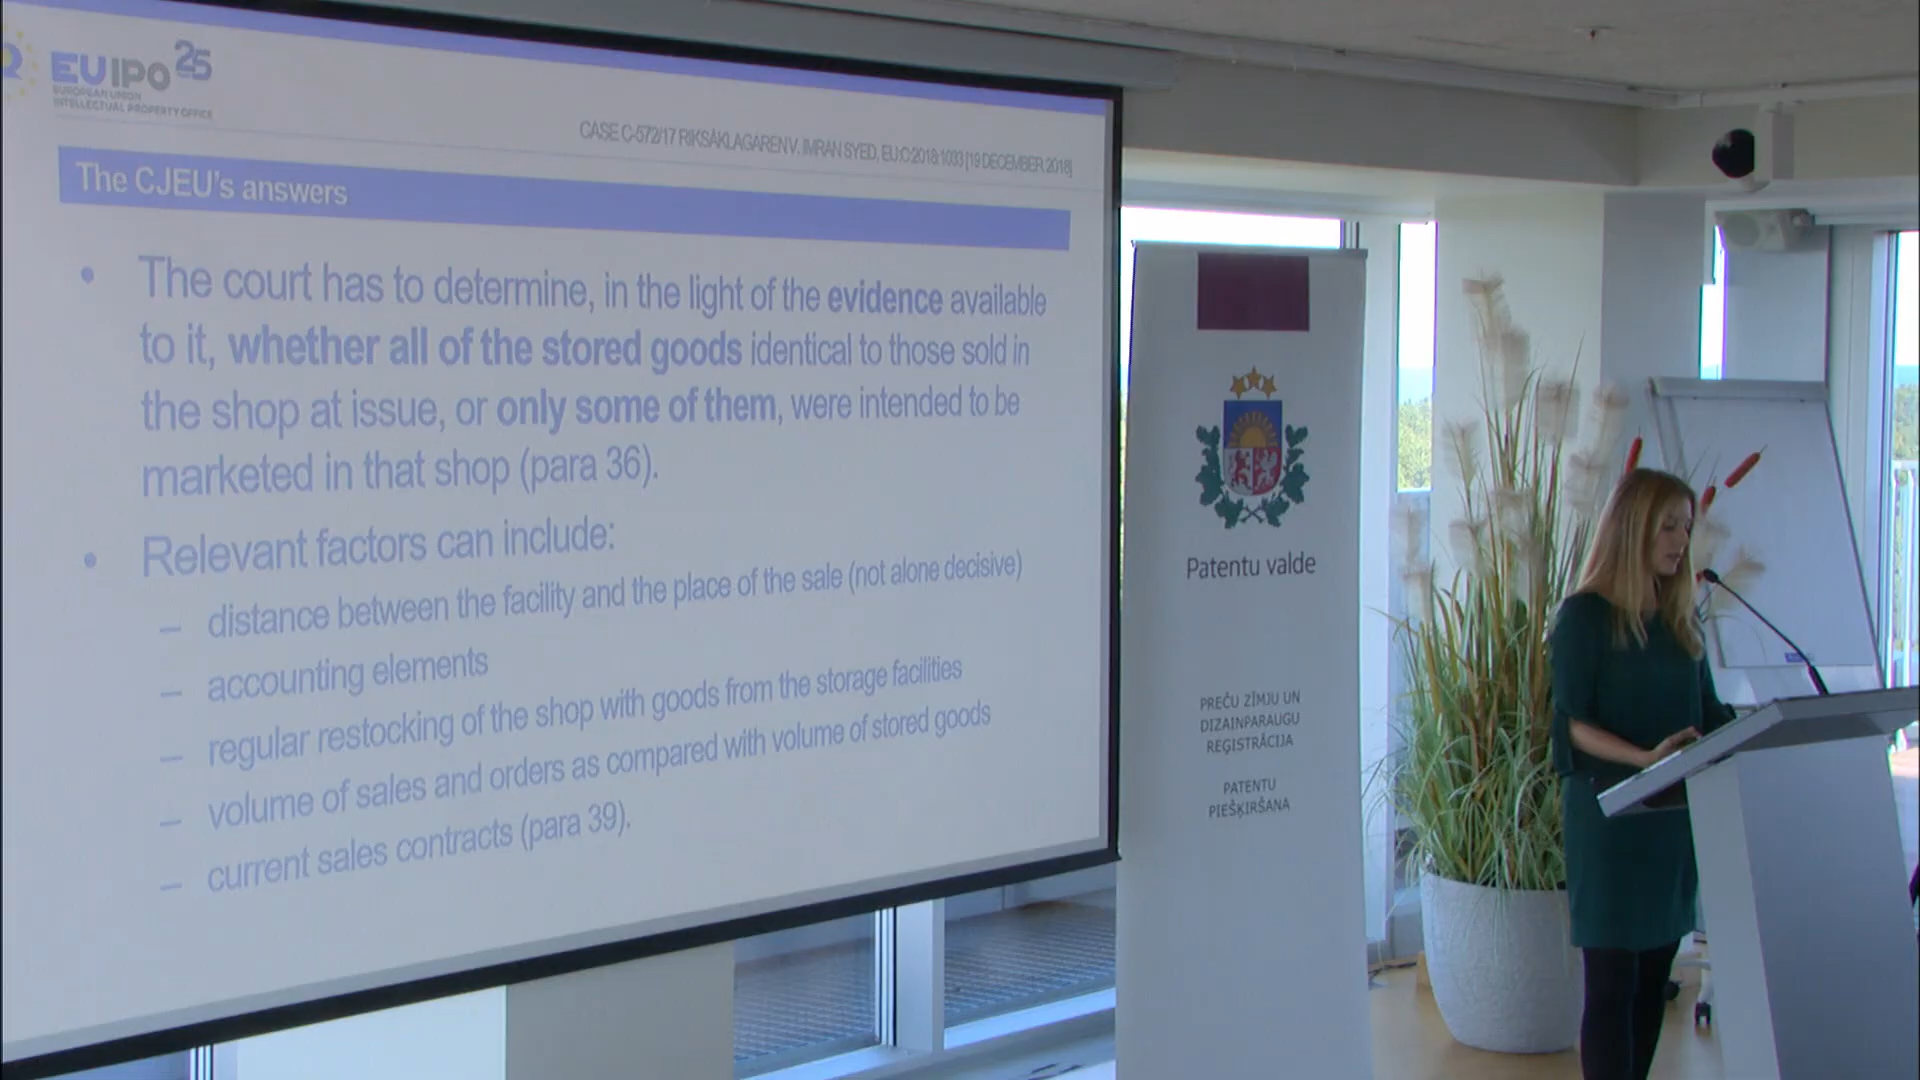 EUIPO 25
EUROPEAN UNION
INTELLECTUAL PROPERTY OFFICE
CASE C-572/17 RIKSÅKLAGAREN V. IMRAN SYED, EU:C:2018:1033 [19 DECEMBER 2018]
The CJEU's answers
• The court has to determine, in the light of the evidence available
to it, whether all of the stored goods identical to those sold in
the shop at issue, or only some of them, were intended to be
marketed in that shop (para 36).
• Relevant factors can include:
– distance between the facility and the place of the sale (not alone decisive)
– accounting elements
– regular restocking of the shop with goods from the storage facilities
– volume of sales and orders as compared with volume of stored goods
– current sales contracts (para 39).
Patentu valde
PREČU ZĪMJU UN
DIZAINPARAUGU
REĢISTRĀCIJA
PATENTU
PIEŠĶIRŠANA